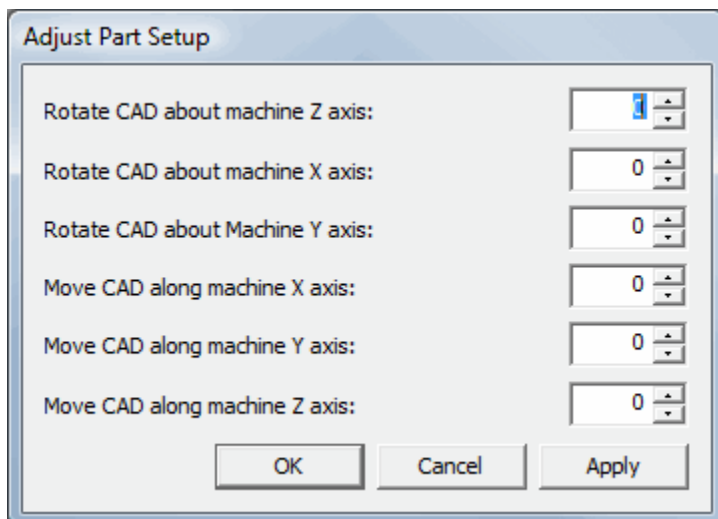 Adjust Part Setup
Rotate CAD about machine Z axis: 0
Rotate CAD about machine X axis: 0
Rotate CAD about Machine Y axis: 0
Move CAD along machine X axis: 0
Move CAD along machine Y axis: 0
Move CAD along machine Z axis: 0
OK Cancel Apply